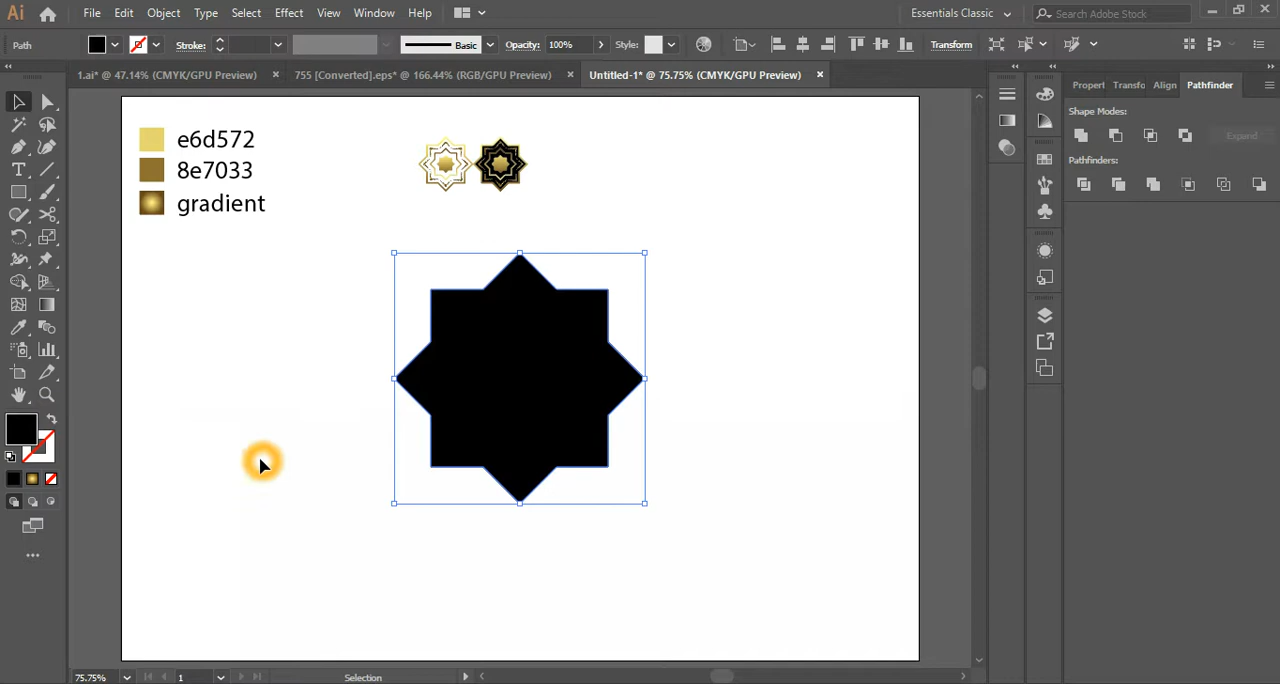 Ai File Edit Object Type Select Effect View Window Help Essentials Classic Search Adobe Stock
Path Stroke: Basic Opacity: 100% Style: Transform
1.ai* @ 47.14% (CMYK/GPU Preview) × 755 [Converted].eps* @ 166.44% (RGB/GPU Preview) × Untitled-1* @ 75.75% (CMYK/GPU Preview) ×
Propert Transfo Align Pathfinder
Shape Modes:
Expand
Pathfinders:
e6d572
8e7033
gradient
75.75% 1 Selection